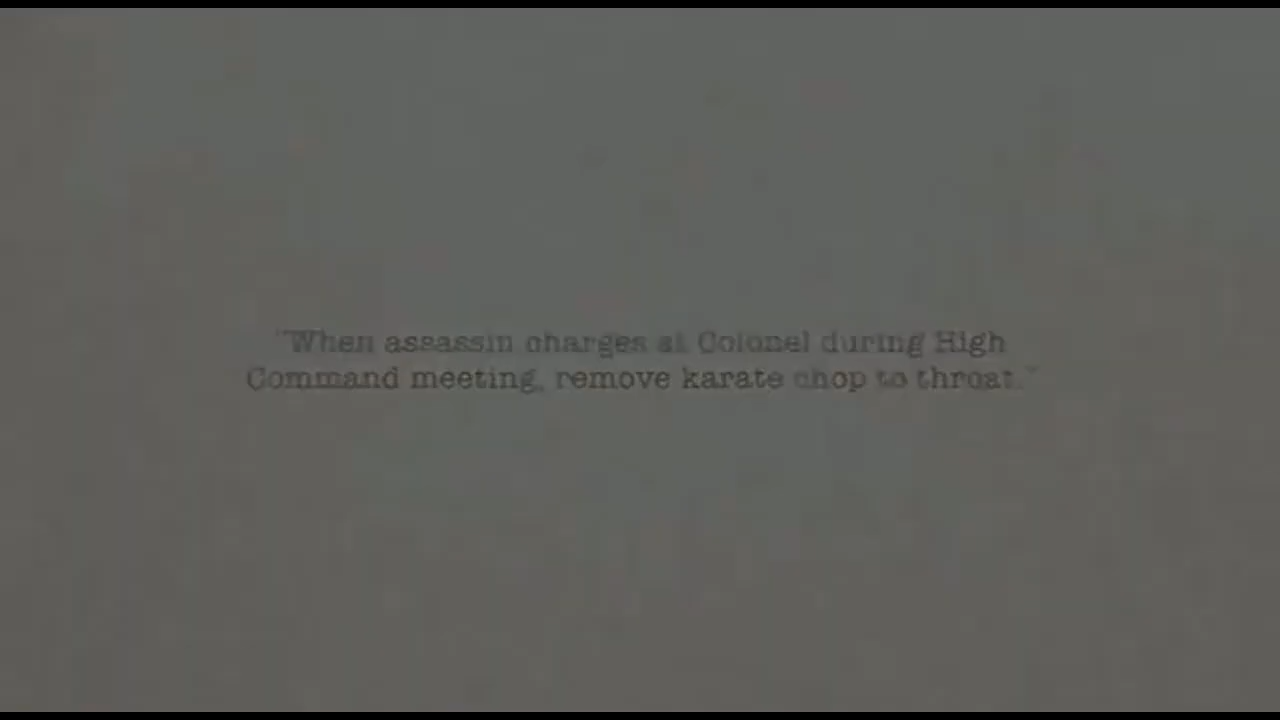 "When assassin charges at Colonel during High
Command meeting, remove karate chop to throat."